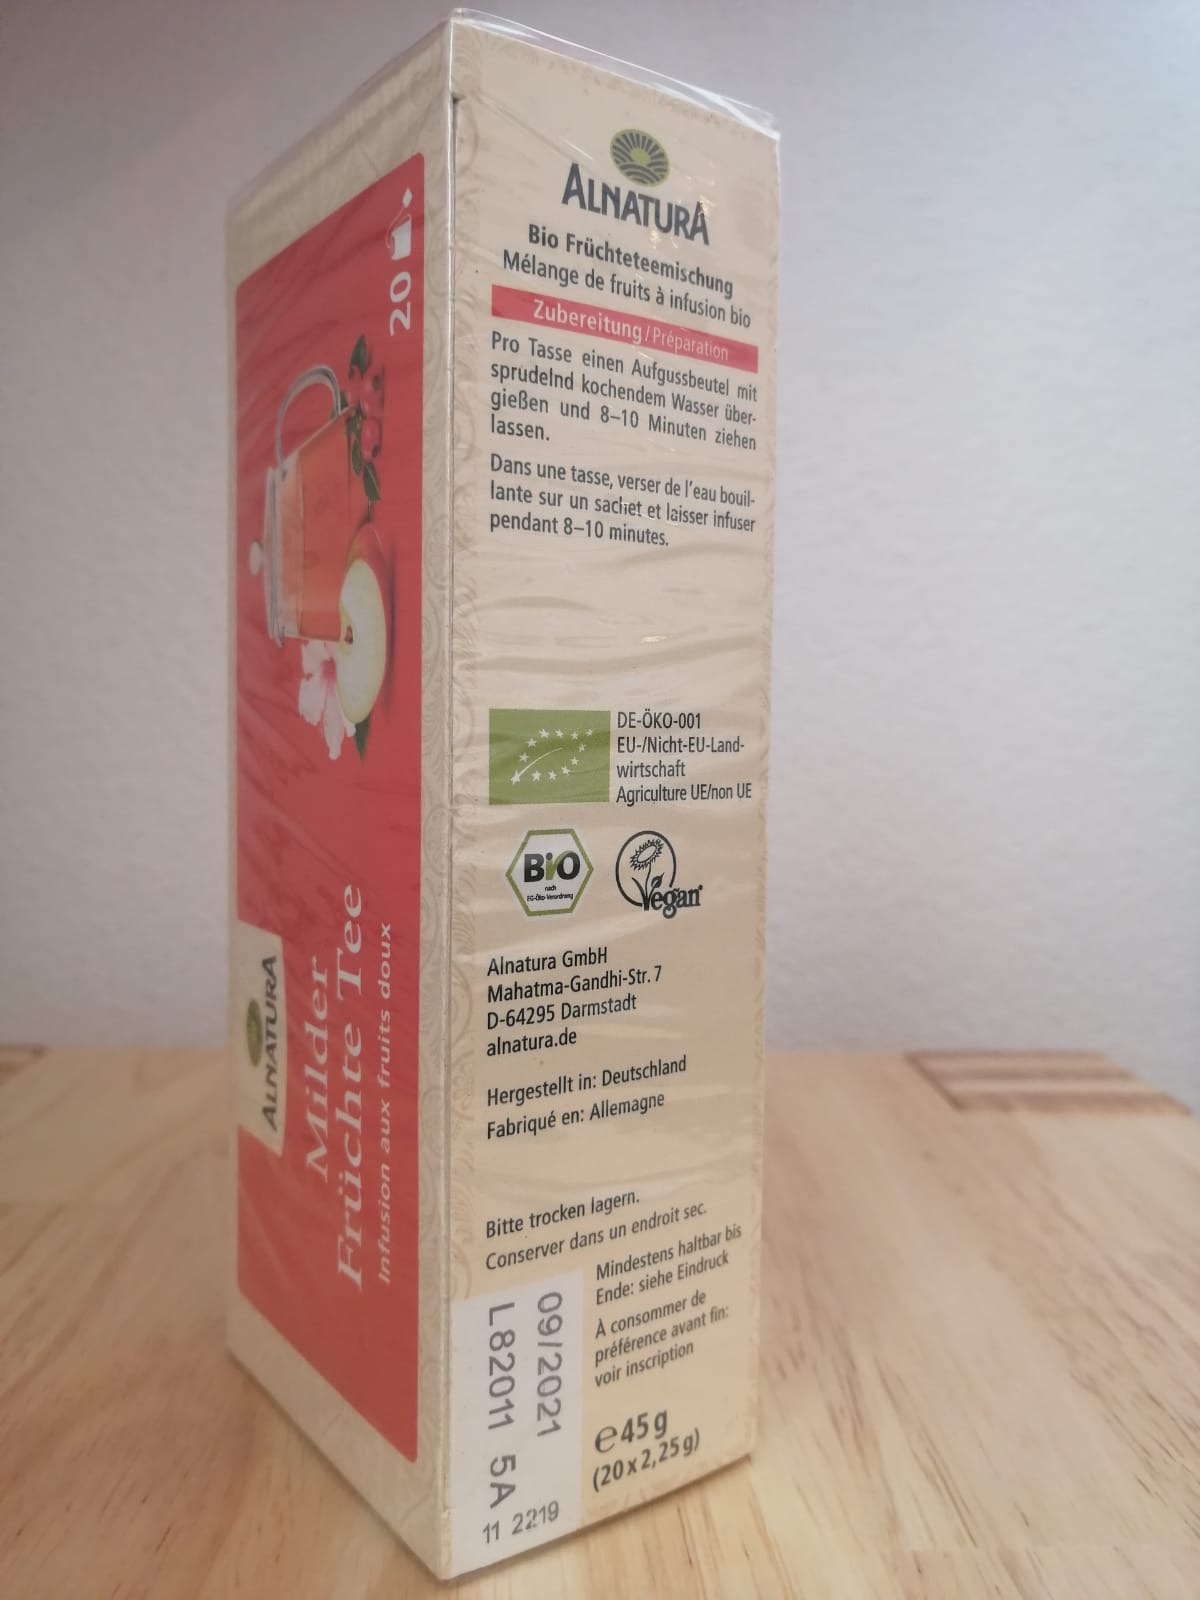 20
ALNATURA
Milder
Früchte Tee
Infusion aux fruits doux
ALNATURA
Bio Früchteteemischung
Mélange de fruits à infusion bio
Zubereitung/Préparation
Pro Tasse einen Aufgussbeutel mit
sprudelnd kochendem Wasser über-
gießen und 8–10 Minuten ziehen
lassen.
Dans une tasse, verser de l'eau bouil-
lante sur un sachet et laisser infuser
pendant 8–10 minutes.
DE-ÖKO-001
EU-/Nicht-EU-Land-
wirtschaft
Agriculture UE/non UE
Bio
nach
EG-Öko-Verordnung
Vegan
Alnatura GmbH
Mahatma-Gandhi-Str. 7
D-64295 Darmstadt
alnatura.de
Hergestellt in: Deutschland
Fabriqué en: Allemagne
Bitte trocken lagern.
Conserver dans un endroit sec.
Mindestens haltbar bis
Ende: siehe Eindruck
À consommer de
préférence avant fin:
voir inscription
09/2021
L82011 5A
11 2219
℮45g
(20x2,25g)